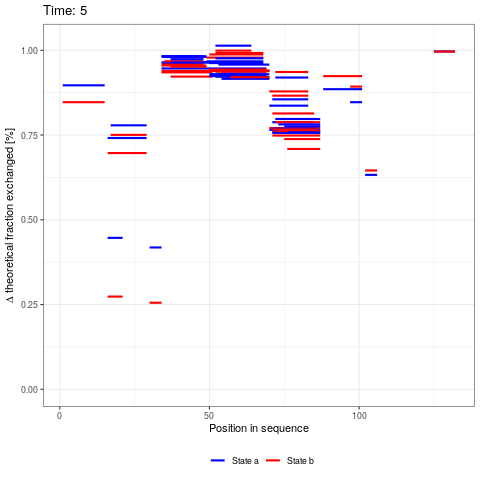 Time: 5
Δ theoretical fraction exchanged [%]
1.00
0.75
0.50
0.25
0.00
0
50
100
Position in sequence
State a
State b